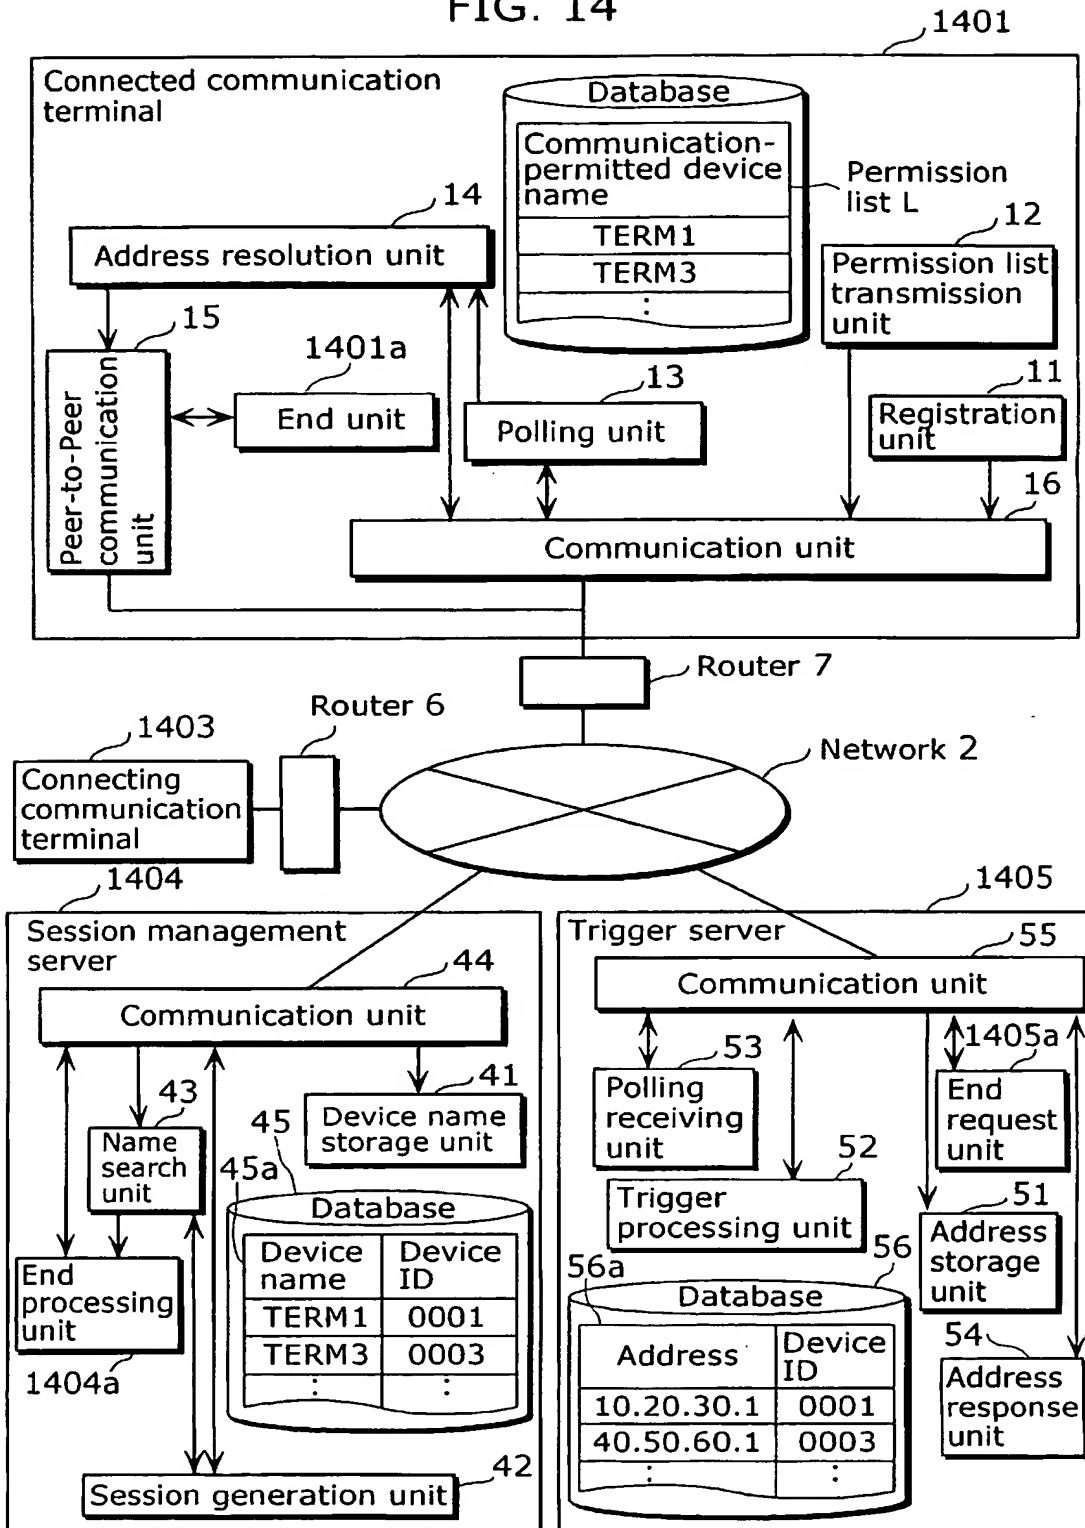 FIG. 14
1401
Connected communication
terminal
Database
Communication-
permitted device
name
TERM1
TERM3
:
Permission
list L
14
Address resolution unit
12
Permission list
transmission
unit
15
Peer-to-Peer
communication
unit
1401a
End unit
13
Polling unit
11
Registration
unit
16
Communication unit
Router 7
Router 6
1403
Connecting
communication
terminal
Network 2
1404
Session management
server
44
Communication unit
43
Name
search
unit
41
Device name
storage unit
45
45a
Database
Device
name
Device
ID
TERM1
0001
TERM3
0003
:
:
End
processing
unit
1404a
42
Session generation unit
1405
Trigger server
55
Communication unit
53
Polling
receiving
unit
1405a
End
request
unit
52
Trigger
processing unit
51
Address
storage
unit
56
56a
Database
Address
Device
ID
10.20.30.1
0001
40.50.60.1
0003
:
:
54
Address
response
unit